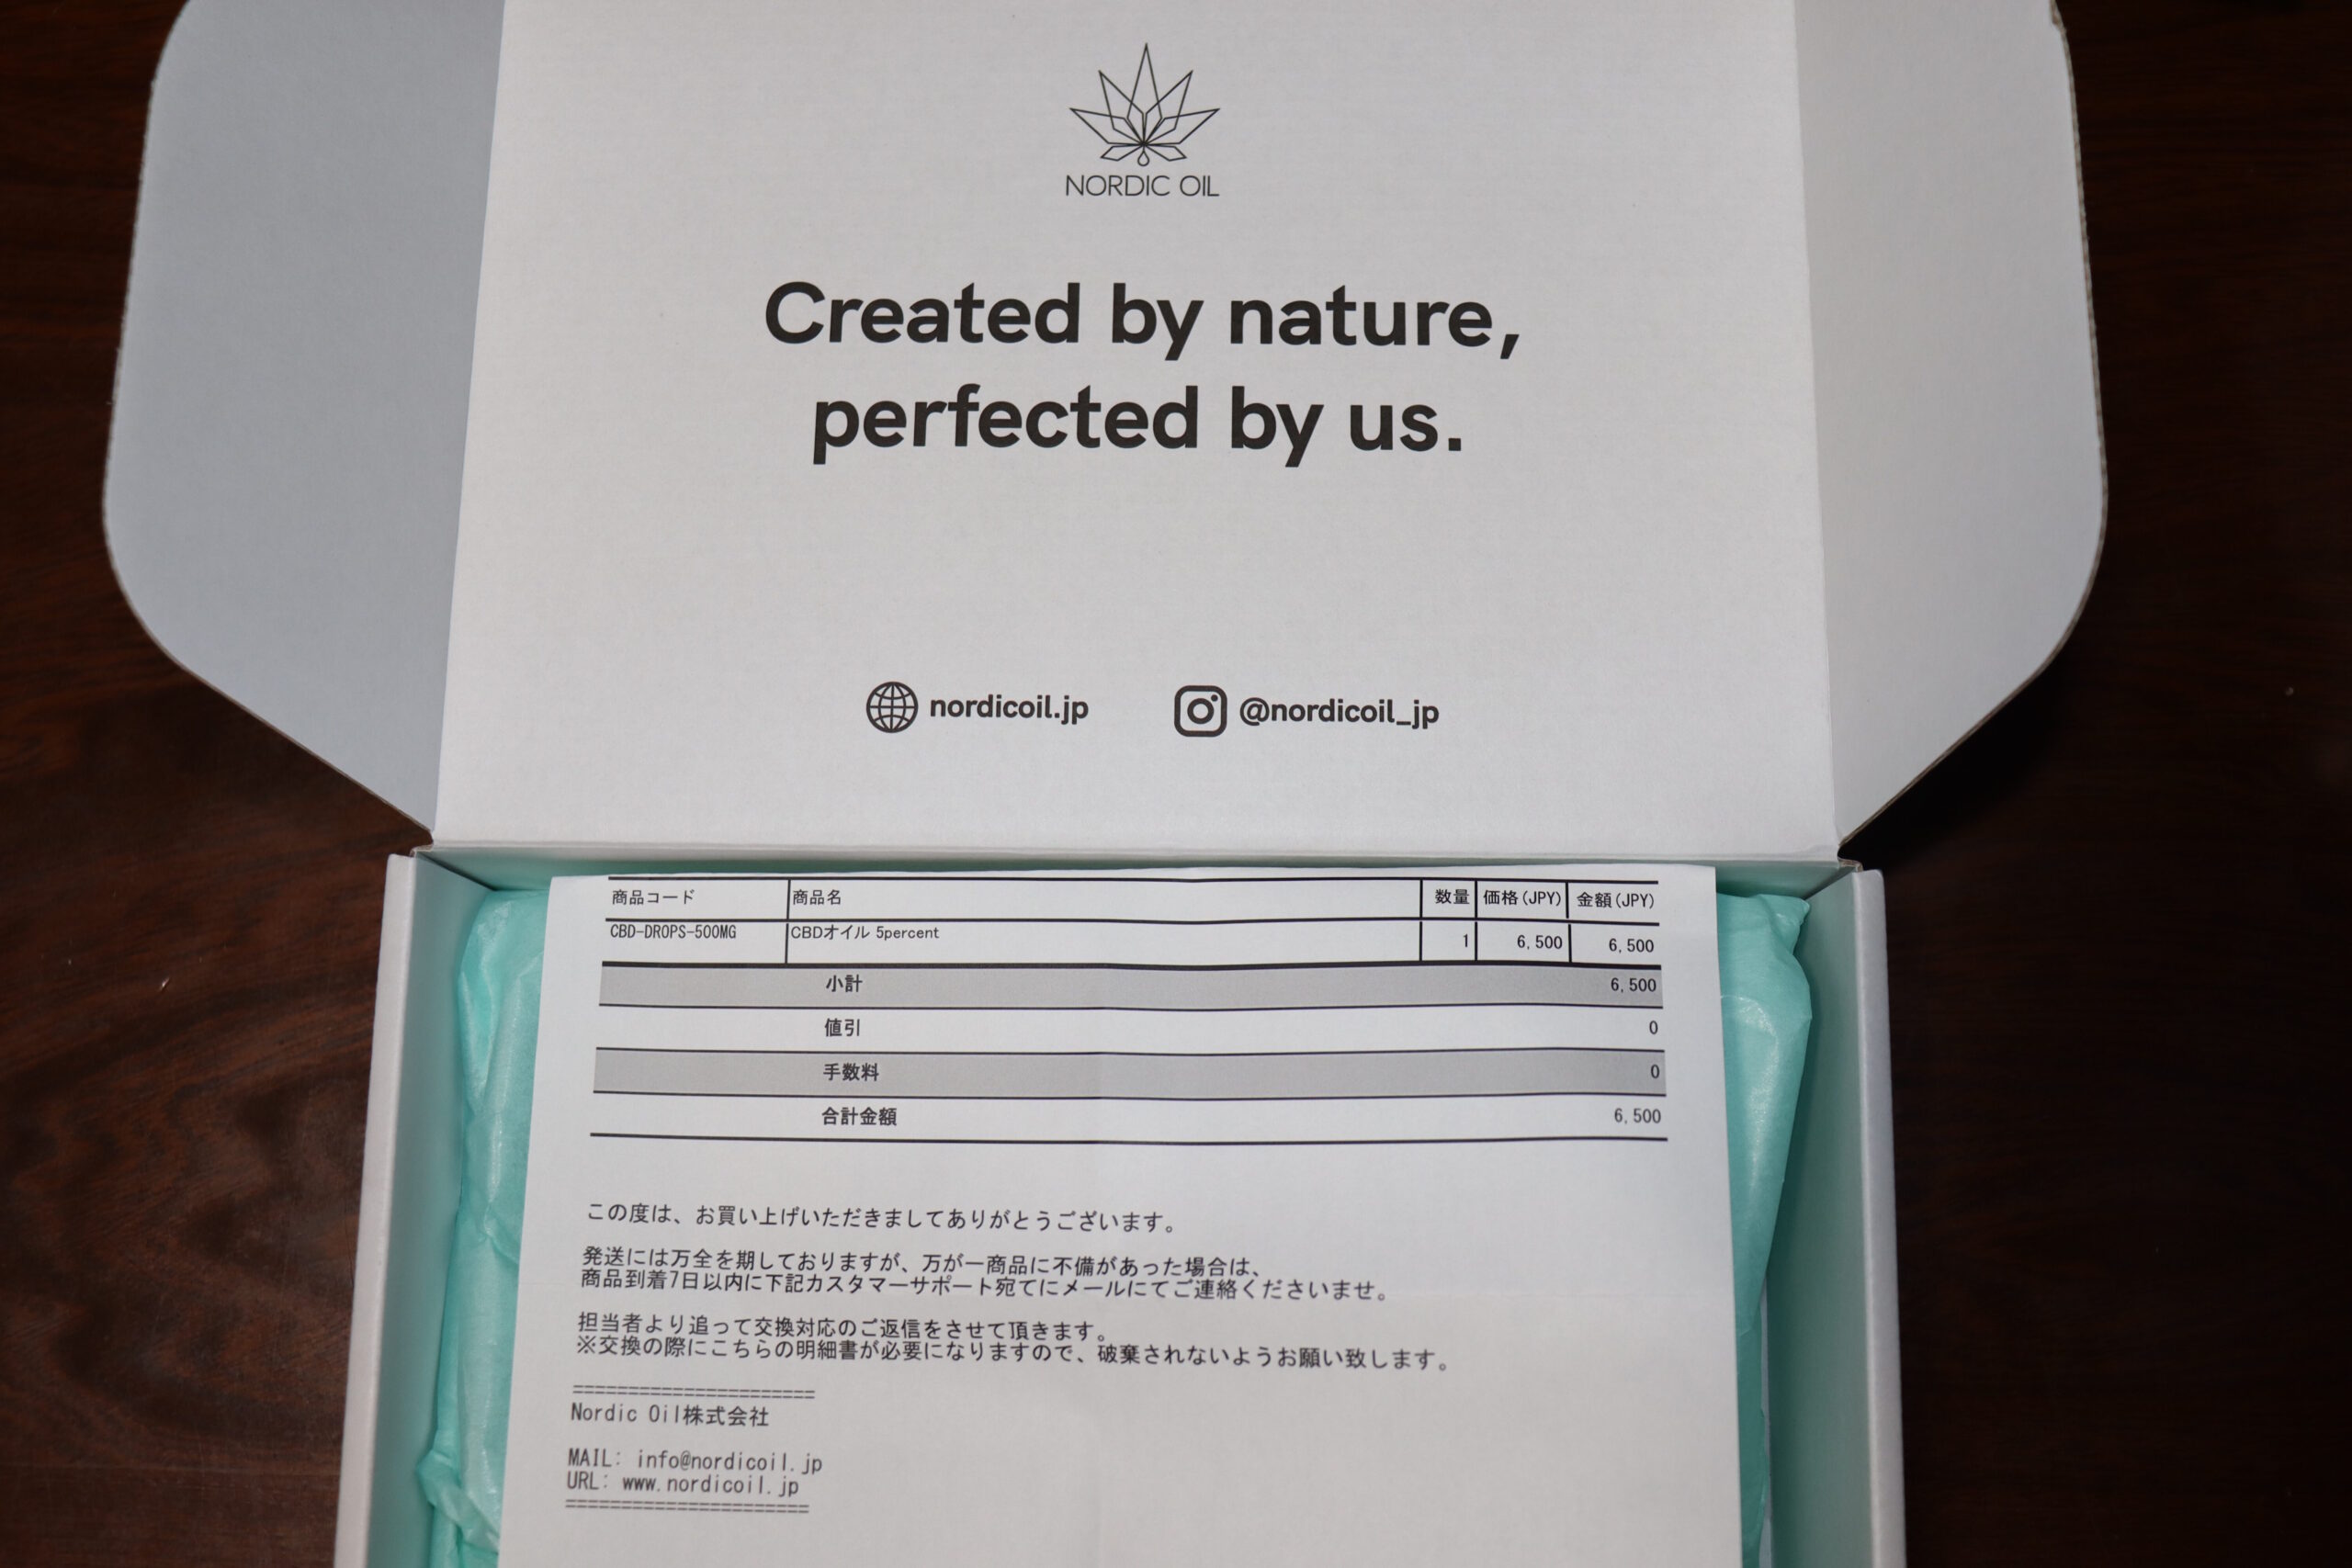 NORDIC OIL
Created by nature,
perfected by us.
nordicoil.jp @nordicoil_jp
商品コード 商品名 数量 価格(JPY) 金額(JPY)
CBD-DROPS-500MG CBDオイル 5percent 1 6,500 6,500
小計 6,500
値引 0
手数料 0
合計金額 6,500
この度は、お買い上げいただきましてありがとうございます。
発送には万全を期しておりますが、万が一商品に不備があった場合は、
商品到着7日以内に下記カスタマーサポート宛てにメールにてご連絡くださいませ。
担当者より追って交換対応のご返信をさせて頂きます。
※交換の際にこちらの明細書が必要になりますので、破棄されないようお願い致します。
======================
Nordic Oil株式会社
MAIL: info@nordicoil.jp
URL: www.nordicoil.jp
======================